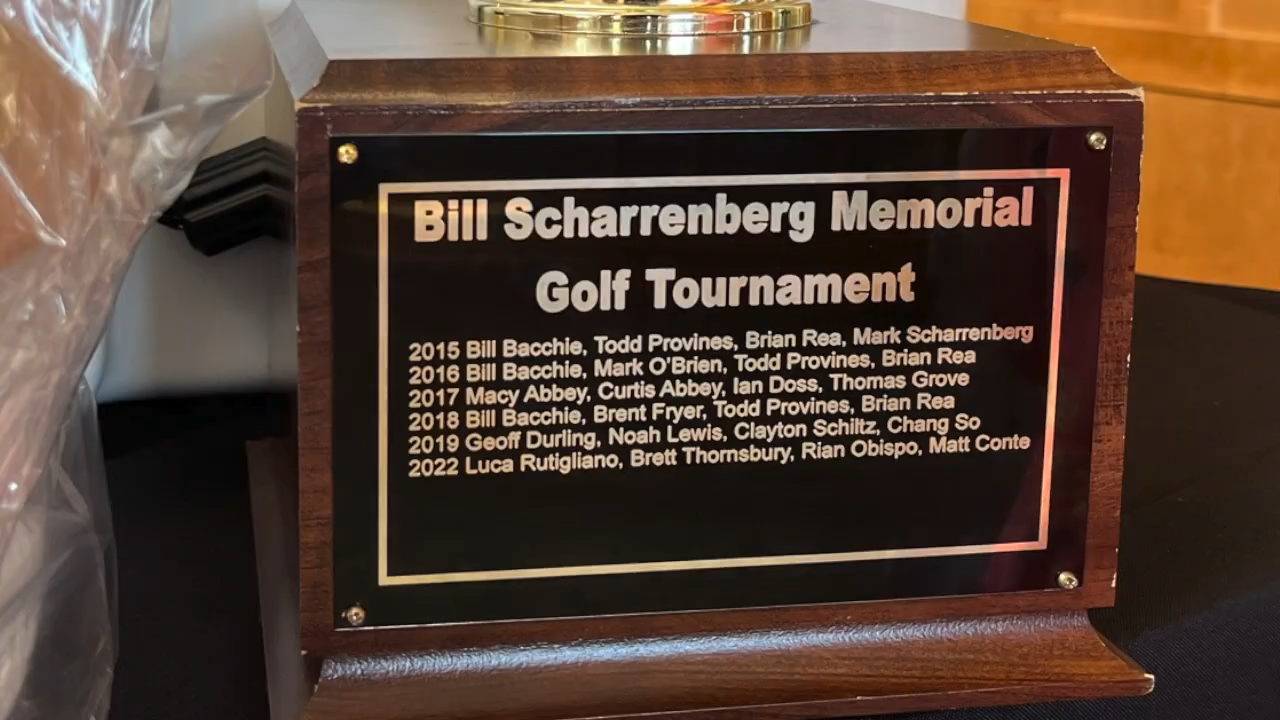 Bill Scharrenberg Memorial
Golf Tournament
2015 Bill Bacchie, Todd Provines, Brian Rea, Mark Scharrenberg
2016 Bill Bacchie, Mark O'Brien, Todd Provines, Brian Rea
2017 Macy Abbey, Curtis Abbey, Ian Doss, Thomas Grove
2018 Bill Bacchie, Brent Fryer, Todd Provines, Brian Rea
2019 Geoff Durling, Noah Lewis, Clayton Schiltz, Chang So
2022 Luca Rutigliano, Brett Thornsbury, Rian Obispo, Matt Conte